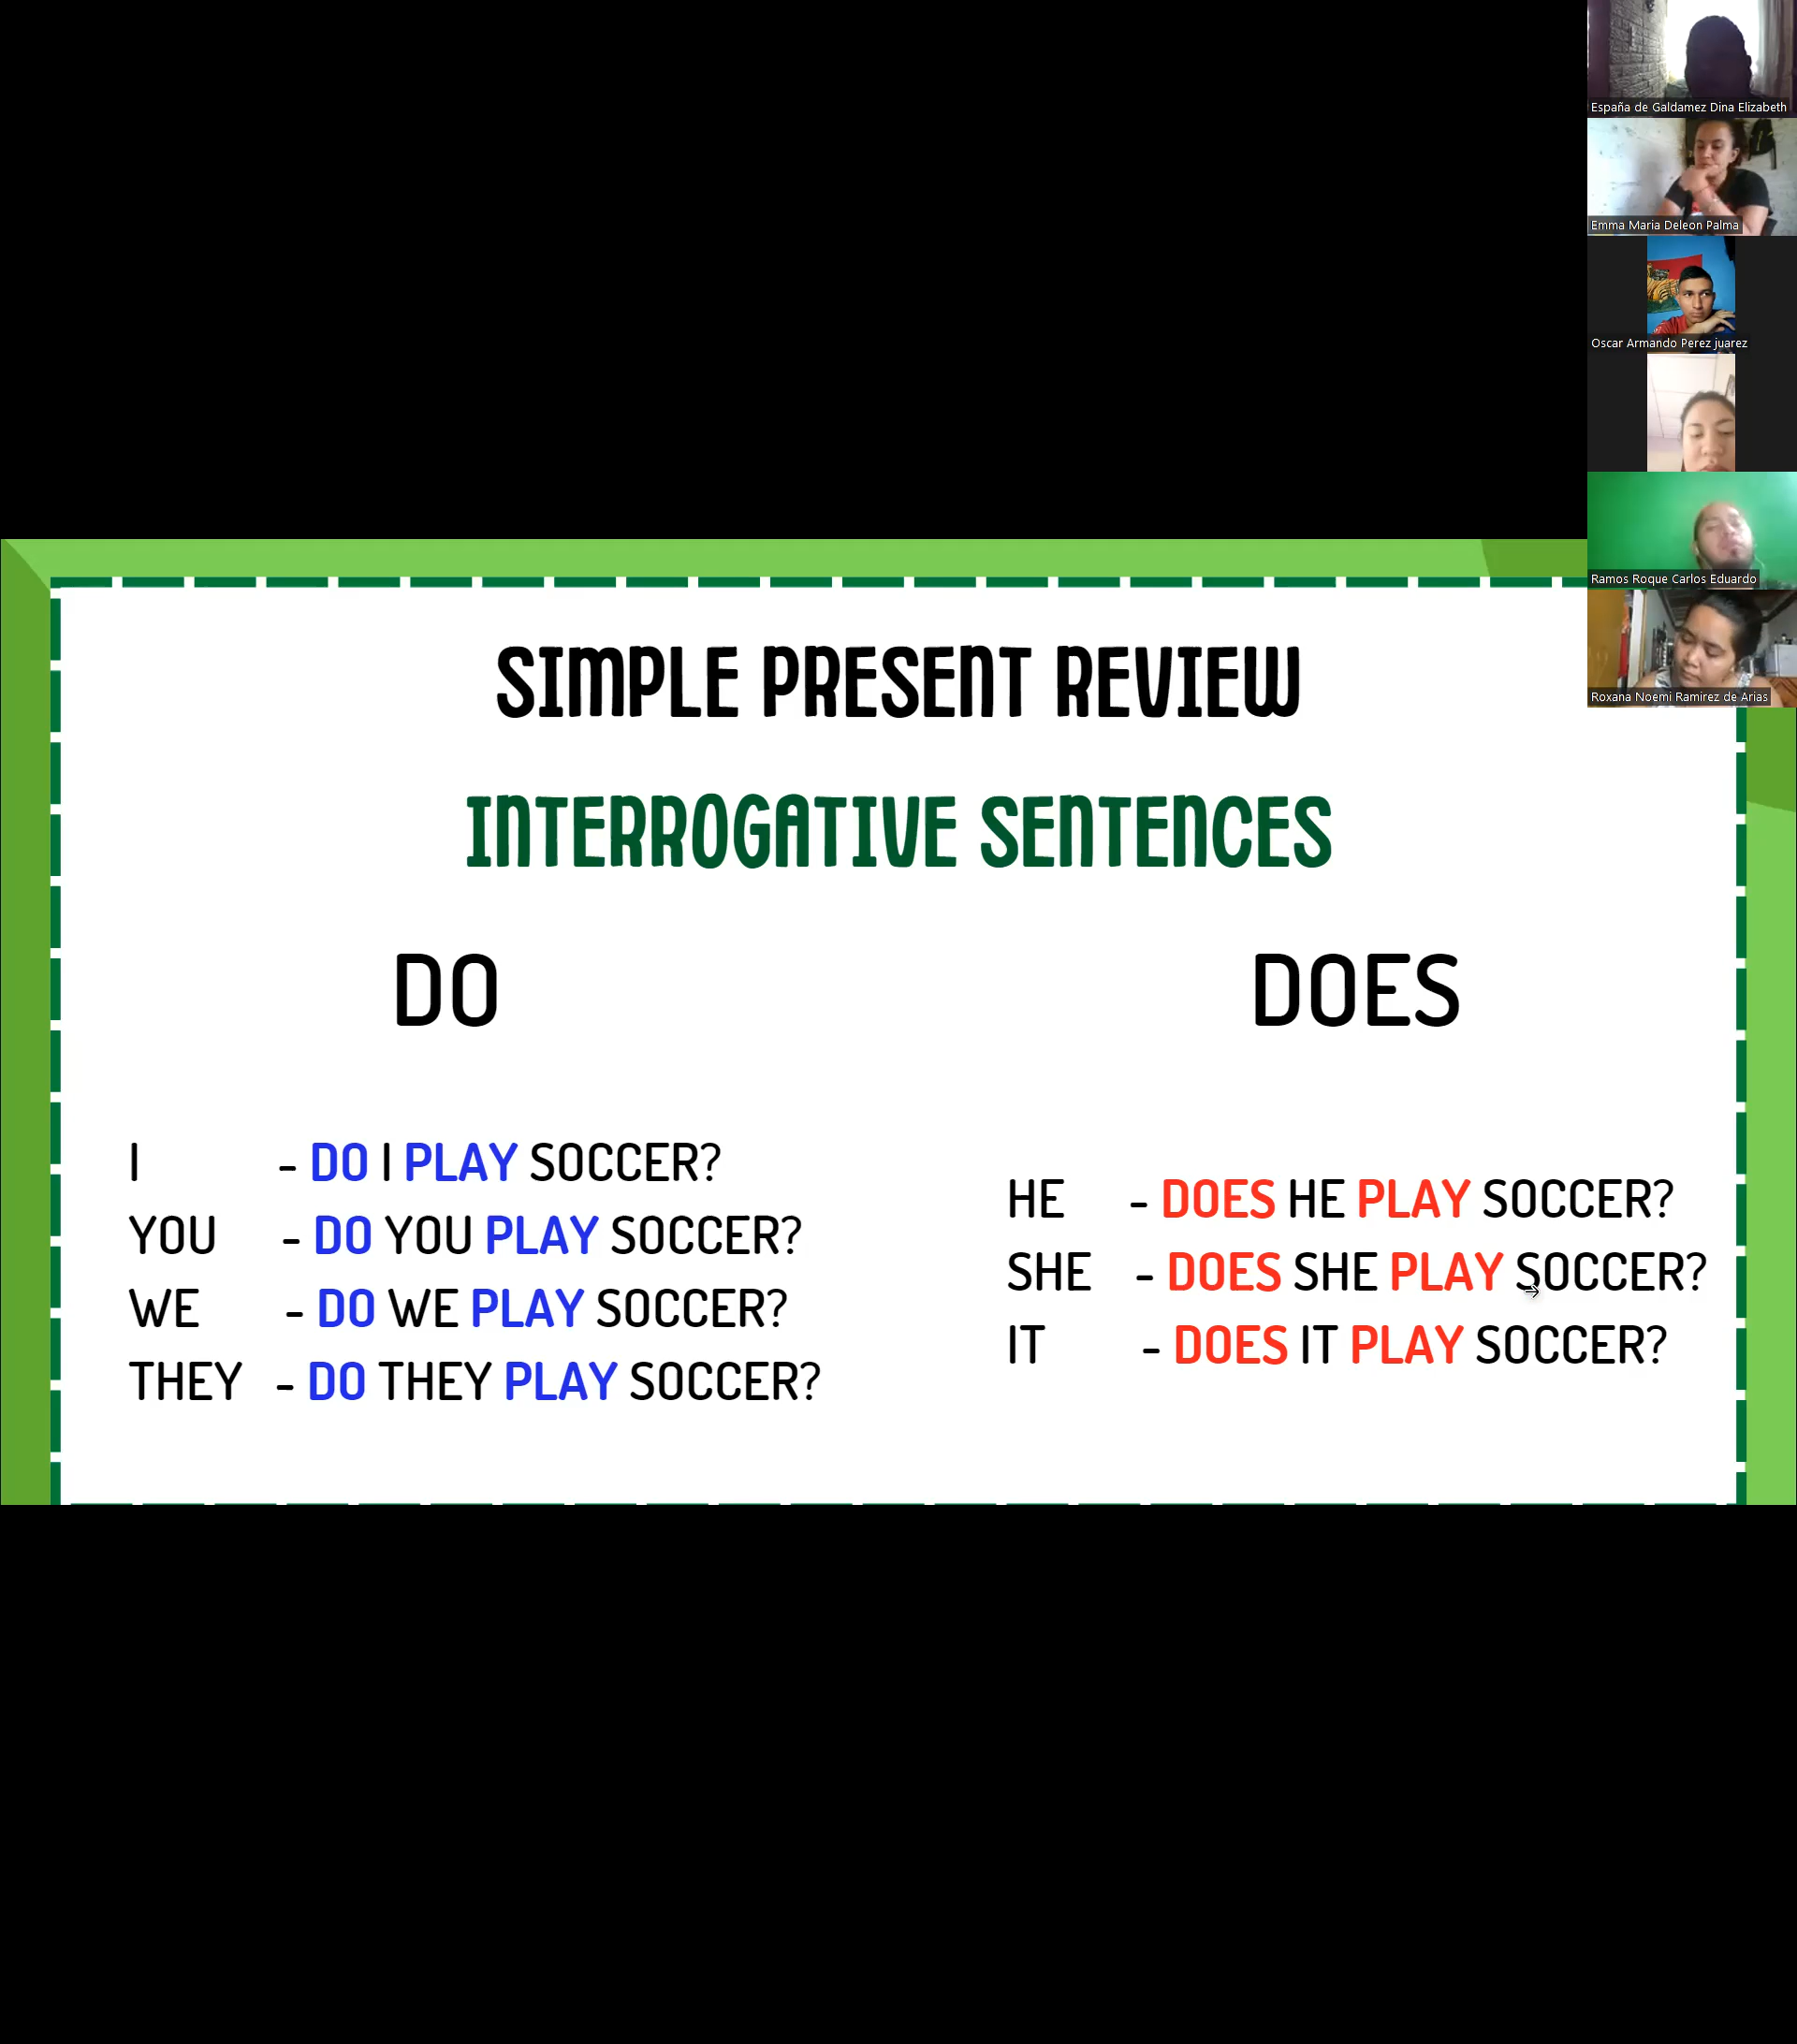 España de Galdamez Dina Elizabeth
Emma Maria Deleon Palma
Oscar Armando Perez juarez
Ramos Roque Carlos Eduardo
Roxana Noemi Ramirez de Arias
SIMPLE PRESENT REVIEW
INTERROGATIVE SENTENCES
DO
I - DO I PLAY SOCCER?
YOU - DO YOU PLAY SOCCER?
WE - DO WE PLAY SOCCER?
THEY - DO THEY PLAY SOCCER?
DOES
HE - DOES HE PLAY SOCCER?
SHE - DOES SHE PLAY SOCCER?
IT - DOES IT PLAY SOCCER?